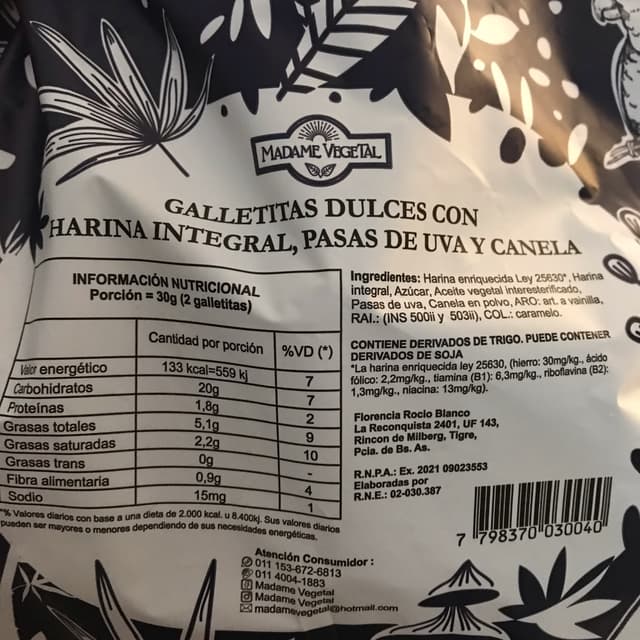 MADAME VEGETAL
GALLETITAS DULCES CON
HARINA INTEGRAL, PASAS DE UVA Y CANELA
INFORMACIÓN NUTRICIONAL
Porción = 30g (2 galletitas)
Cantidad por porción %VD (*)
Valor energético 133 kcal=559 kj 7
Carbohidratos 20g 7
Proteínas 1,8g 2
Grasas totales 5,1g 9
Grasas saturadas 2,2g 10
Grasas trans 0g -
Fibra alimentaria 0,9g 4
Sodio 15mg 1
"% Valores diarios con base a una dieta de 2.000 kcal. u 8.400kj. Sus valores diarios
pueden ser mayores o menores dependiendo de sus necesidades energéticas.
Ingredientes: Harina enriquecida Ley 25630*, Harina
integral, Azúcar, Aceite vegetal interesterificado,
Pasas de uva, Canela en polvo, ARO: art. a vainilla,
RAI.: (INS 500ii y 503ii), COL.: caramelo.
CONTIENE DERIVADOS DE TRIGO. PUEDE CONTENER
DERIVADOS DE SOJA
*La harina enriquecida ley 25630, (hierro: 30mg/kg., ácido
fólico: 2,2mg/kg., tiamina (B1): 6,3mg/kg., riboflavina (B2):
1,3mg/kg., niacina: 13mg/kg).
Florencia Rocio Blanco
La Reconquista 2401, UF 143,
Rincon de Milberg, Tigre,
Pcia. de Bs. As.
R.N.P.A.: Ex. 2021 09023553
Elaboradas por
R.N.E.: 02-030.387
7 798370 030040
Atención Consumidor :
011 153-672-6813
011 4004-1883
Madame Vegetal
Madame Vegetal
madamevegetal@hotmail.com